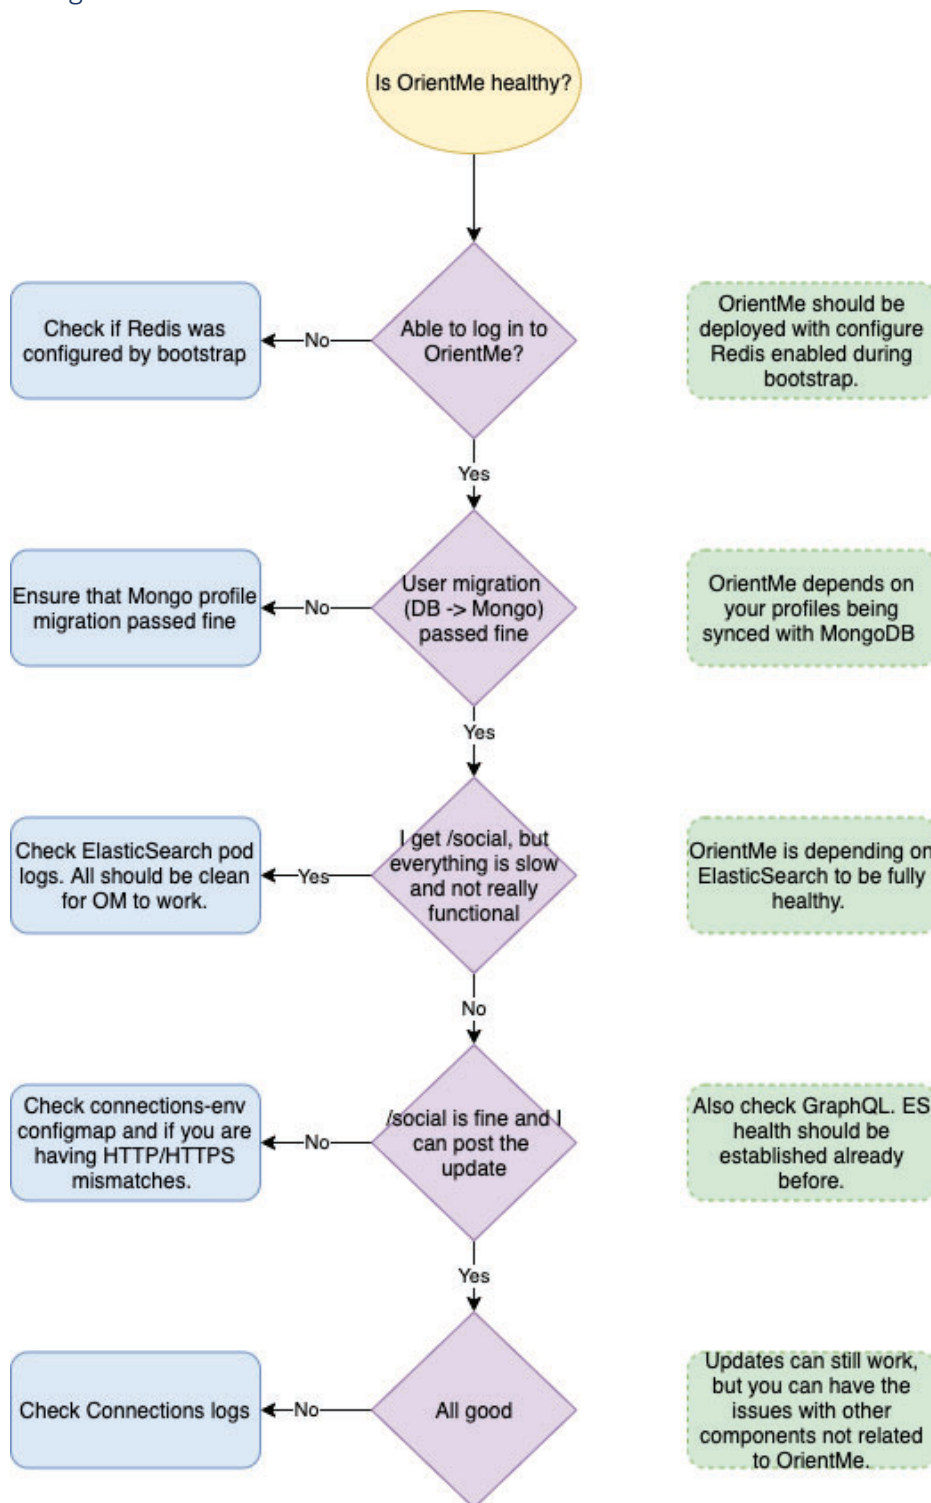 Is OrientMe healthy?
Check if Redis was
configured by bootstrap
No
Able to log in to
OrientMe?
OrientMe should be
deployed with configure
Redis enabled during
bootstrap.
Yes
Ensure that Mongo profile
migration passed fine
No
User migration
(DB -> Mongo)
passed fine
OrientMe depends on
your profiles being
synced with MongoDB
Yes
Check ElasticSearch pod
logs. All should be clean
for OM to work.
Yes
I get /social, but
everything is slow
and not really
functional
OrientMe is depending on
ElasticSearch to be fully
healthy.
No
Check connections-env
configmap and if you are
having HTTP/HTTPS
mismatches.
No
/social is fine and I
can post the
update
Also check GraphQL. ES
health should be
established already
before.
Yes
Check Connections logs
No
All good
Updates can still work,
but you can have the
issues with other
components not related
to OrientMe.